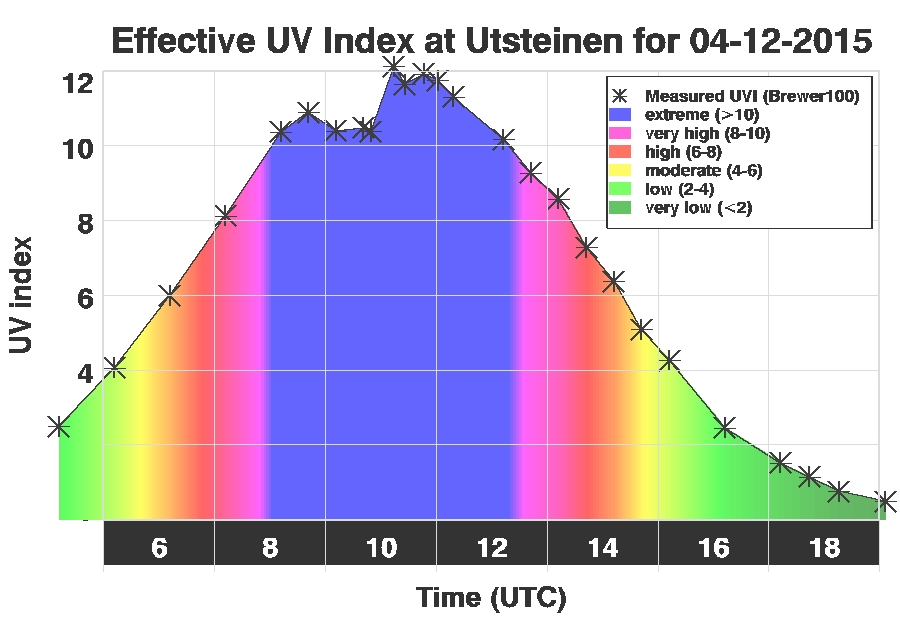 Effective UV Index at Utsteinen for 04-12-2015
12
10
8
6
4
UV index
Measured UVI (Brewer100)
extreme (>10)
very high (8-10)
high (6-8)
moderate (4-6)
low (2-4)
very low (<2)
6 8 10 12 14 16 18
Time (UTC)